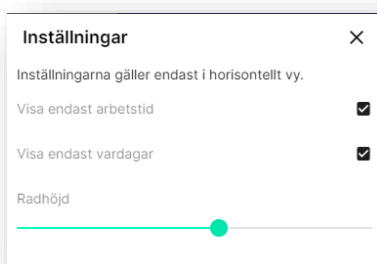 Inställningar
Inställningarna gäller endast i horisontellt vy.
Visa endast arbetstid
Visa endast vardagar
Radhöjd